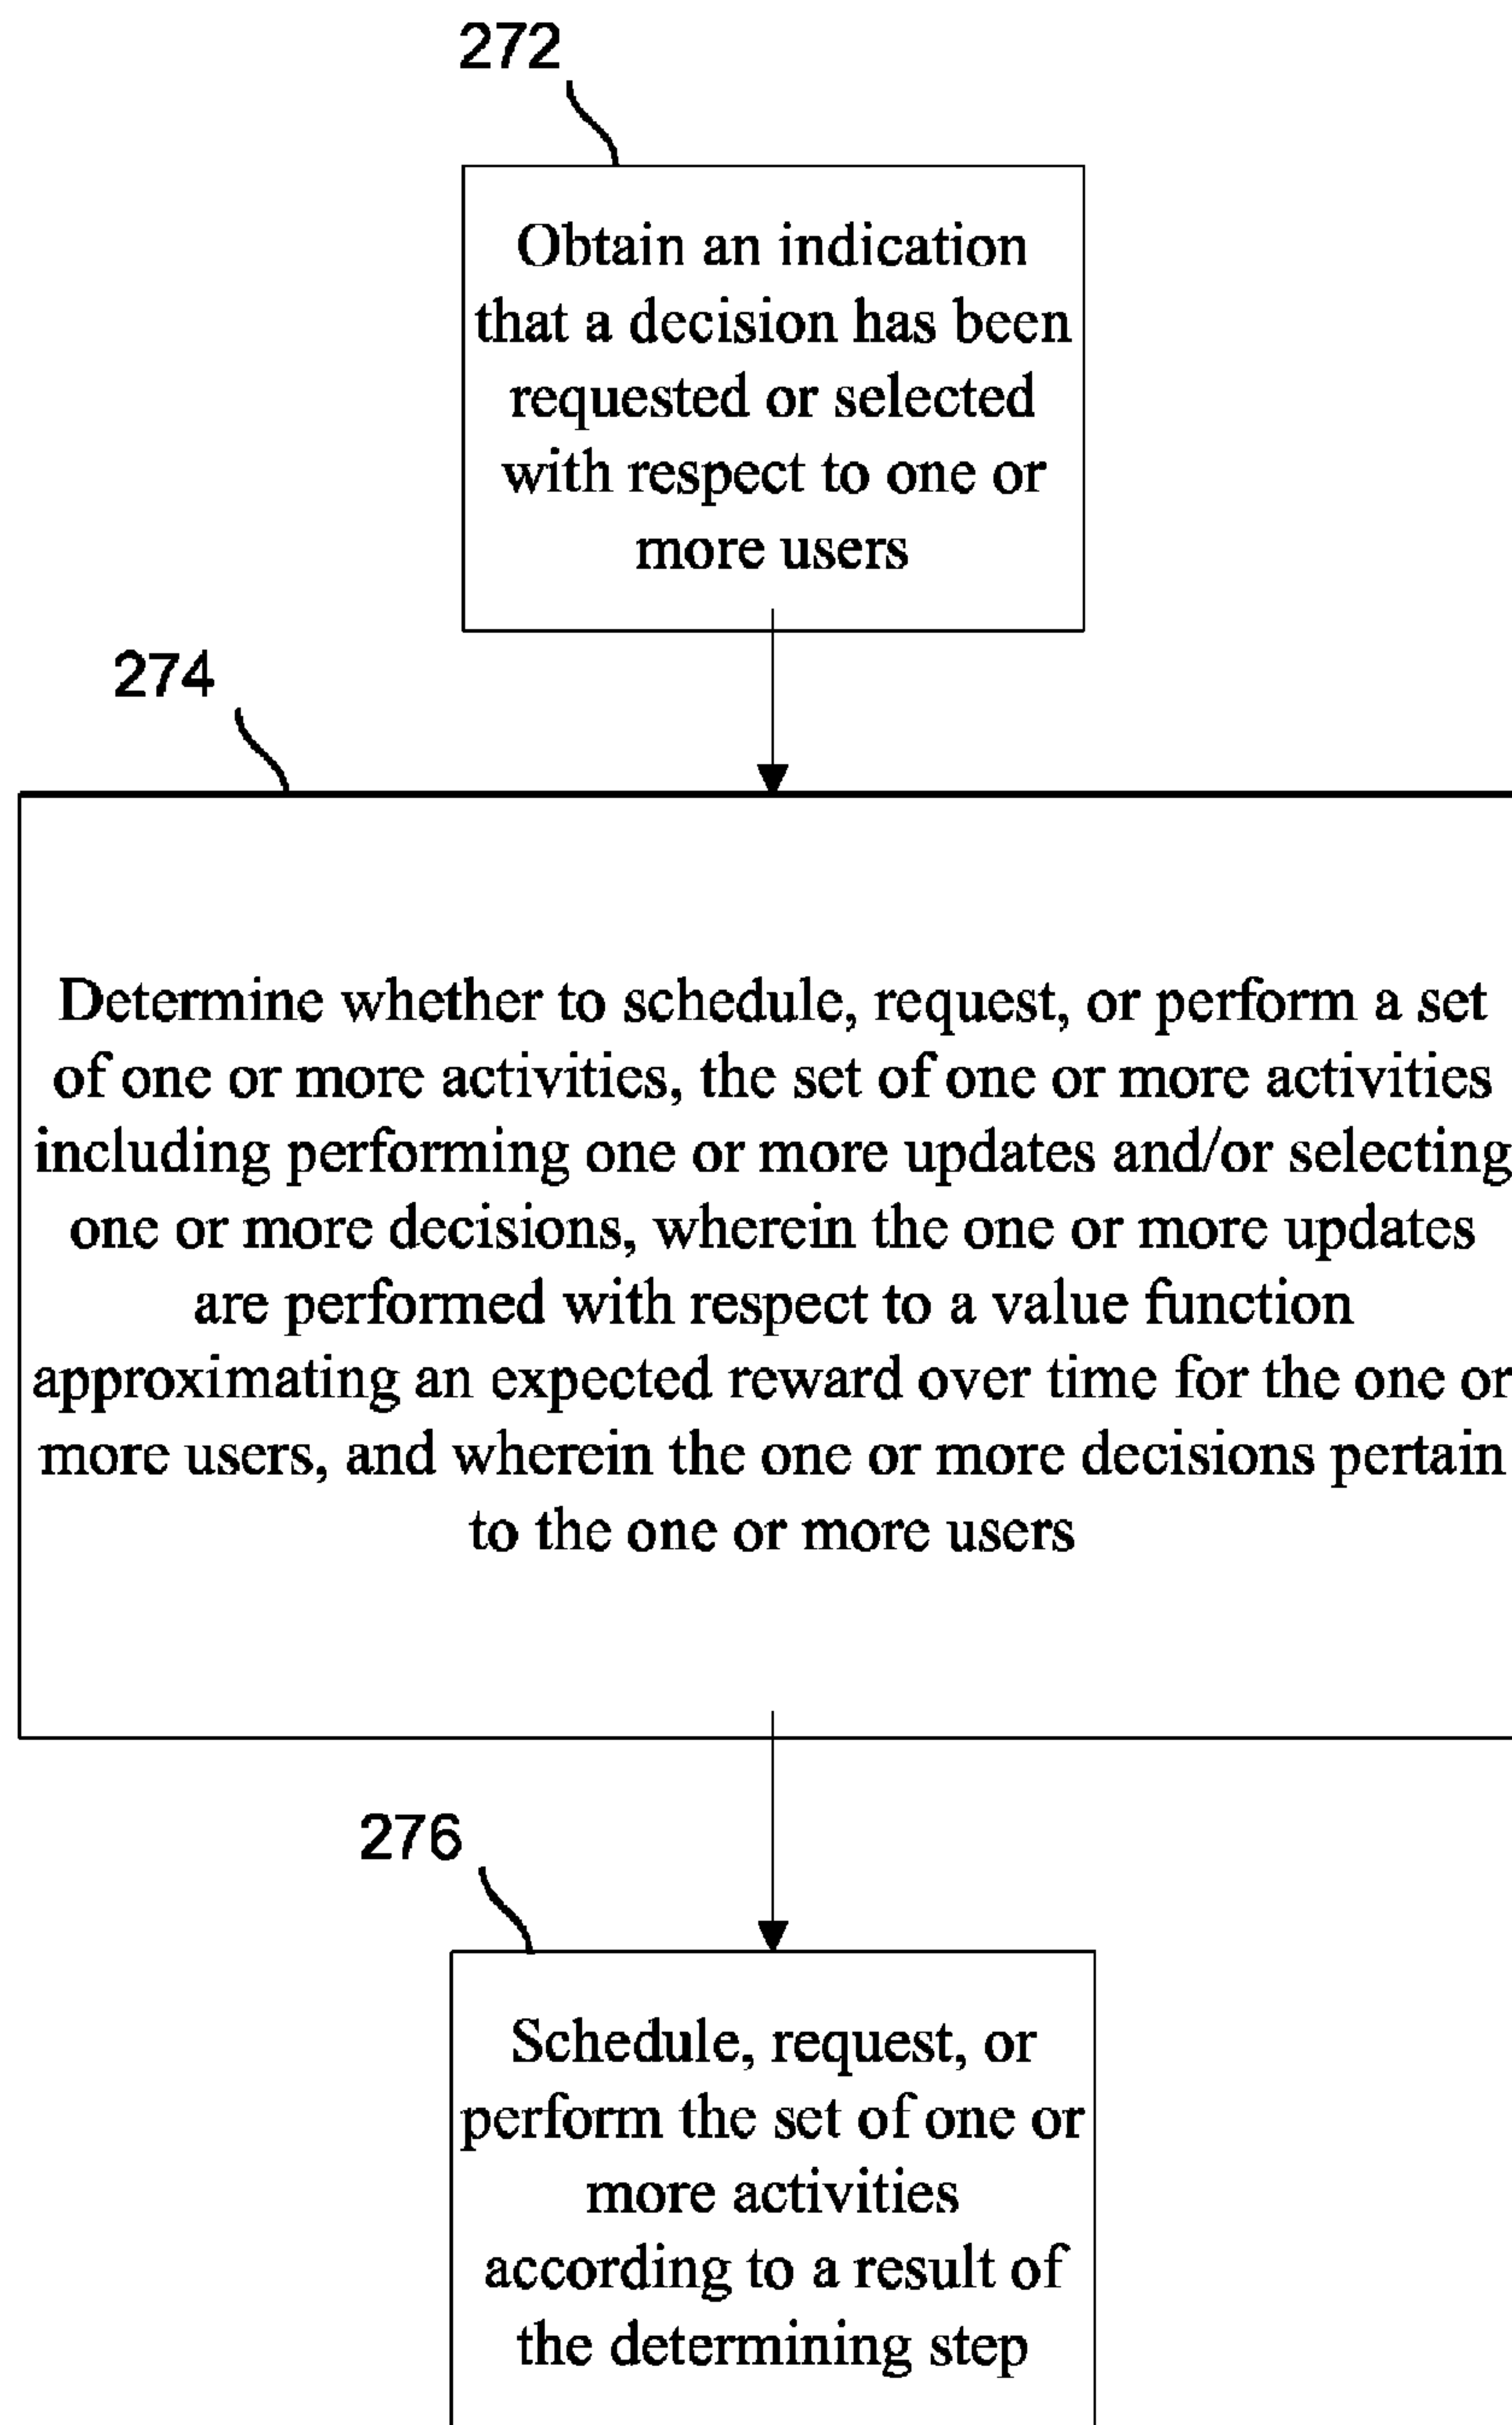 272
Obtain an indication
that a decision has been
requested or selected
with respect to one or
more users
274
Determine whether to schedule, request, or perform a set
of one or more activities, the set of one or more activities
including performing one or more updates and/or selecting
one or more decisions, wherein the one or more updates
are performed with respect to a value function
approximating an expected reward over time for the one or
more users, and wherein the one or more decisions pertain
to the one or more users
276
Schedule, request, or
perform the set of one or
more activities
according to a result of
the determining step